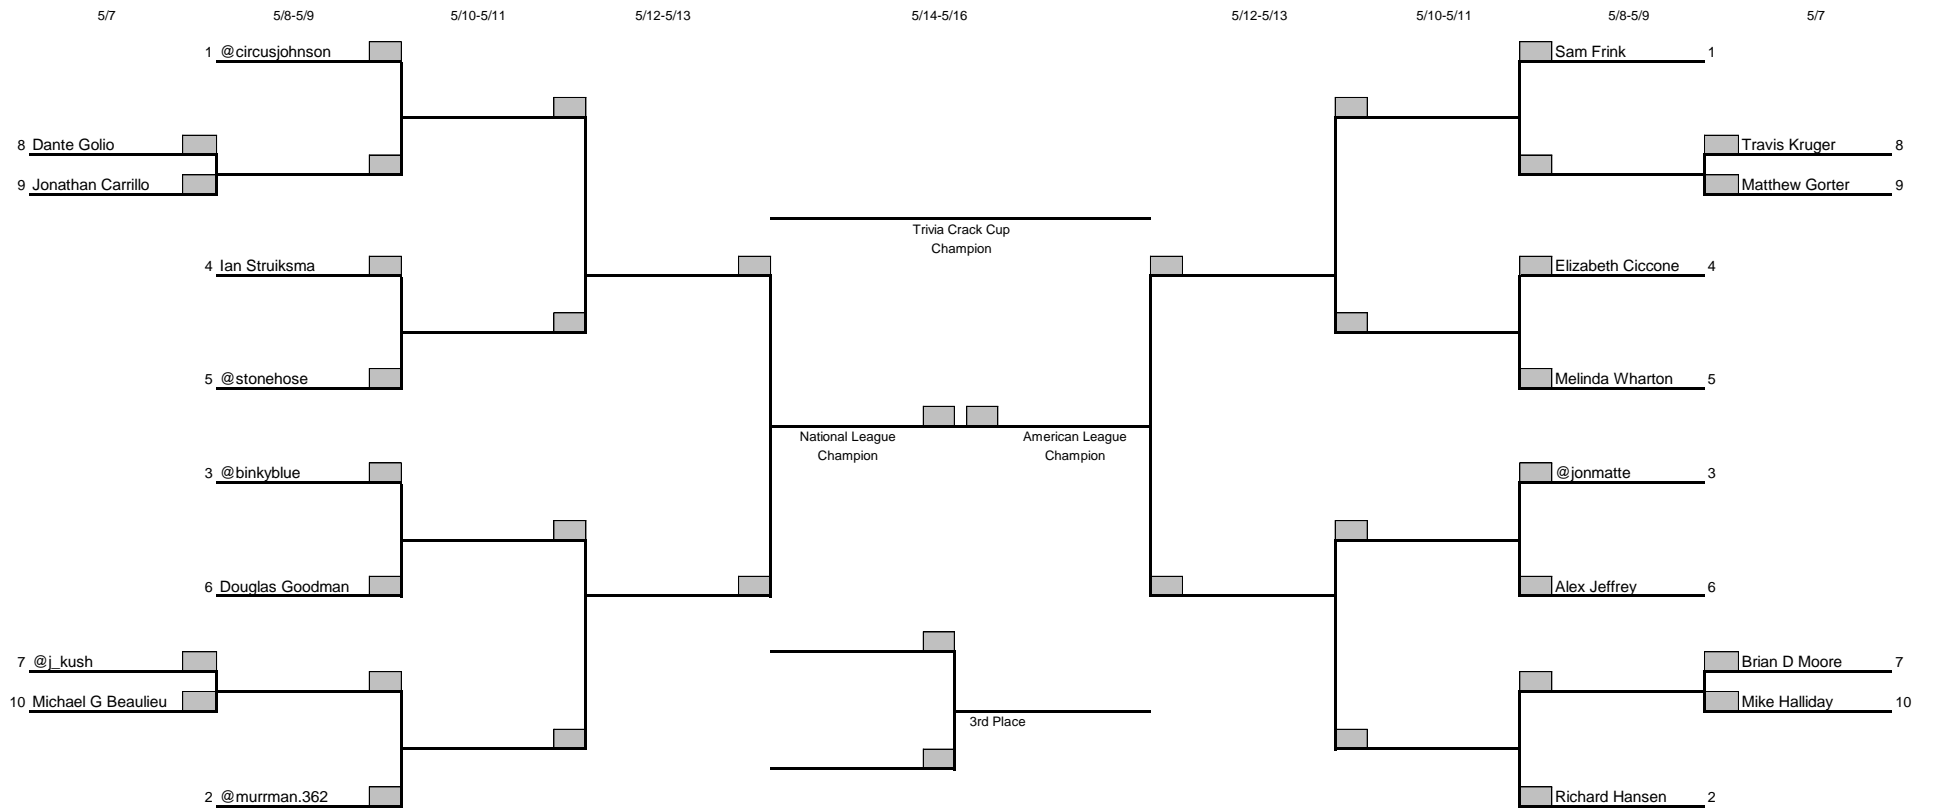 5/7 5/8-5/9 5/10-5/11 5/12-5/13 5/14-5/16 5/12-5/13 5/10-5/11 5/8-5/9 5/7
1 @circusjohnson Sam Frink 1
8 Dante Golio Travis Kruger 8
9 Jonathan Carrillo Matthew Gorter 9
Trivia Crack Cup
Champion
4 Ian Struiksma Elizabeth Ciccone 4
5 @stonehose Melinda Wharton 5
National League American League
Champion Champion
3 @binkyblue @jonmatte 3
6 Douglas Goodman Alex Jeffrey 6
7 @j_kush Brian D Moore 7
10 Michael G Beaulieu Mike Halliday 10
3rd Place
2 @murrman.362 Richard Hansen 2